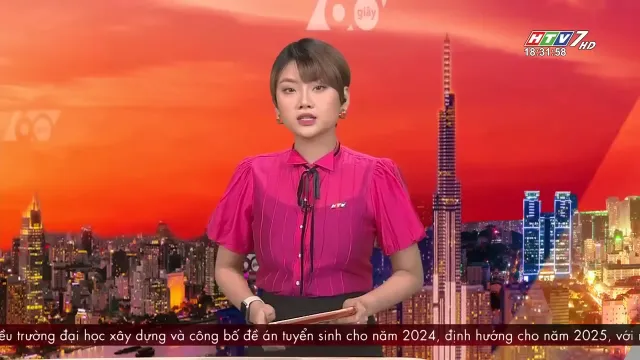 60
giây
HTV7 HD
18:31:58
60
HTV
ều trường đại học xây dựng và công bố đề án tuyển sinh cho năm 2024, định hướng cho năm 2025, với